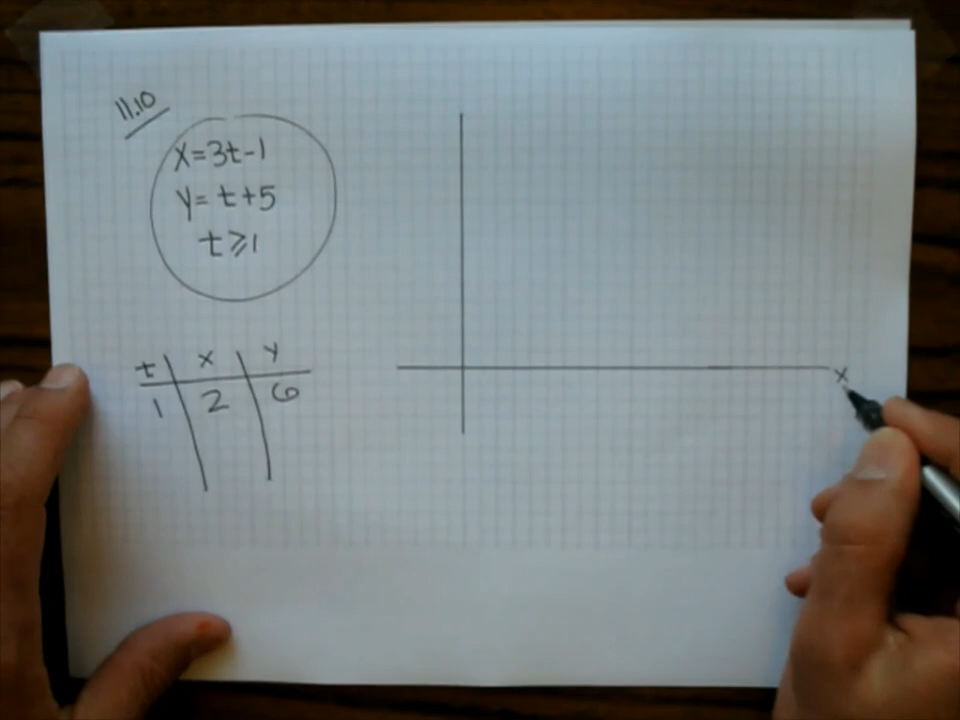 11.10
x=3t-1
y=t+5
t⩾1
t x y
1 2 6
x